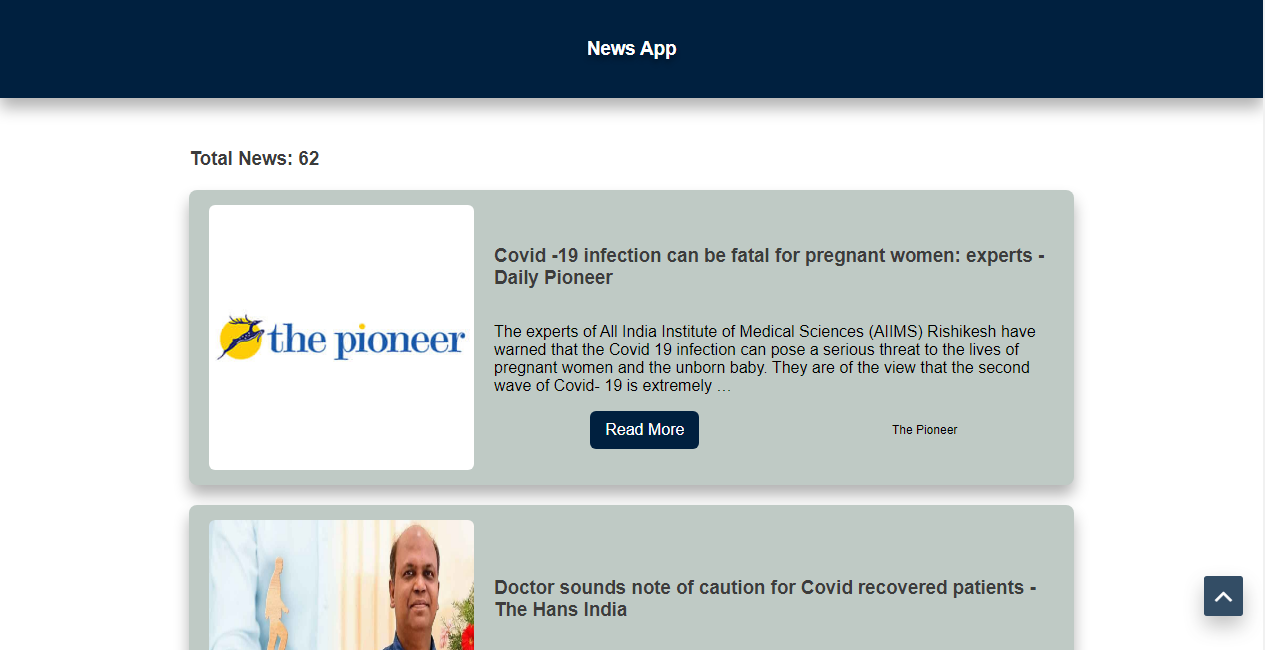 News App
Total News: 62
the pioneer
Covid -19 infection can be fatal for pregnant women: experts -
Daily Pioneer
The experts of All India Institute of Medical Sciences (AIIMS) Rishikesh have
warned that the Covid 19 infection can pose a serious threat to the lives of
pregnant women and the unborn baby. They are of the view that the second
wave of Covid- 19 is extremely …
Read More
The Pioneer
Doctor sounds note of caution for Covid recovered patients -
The Hans India